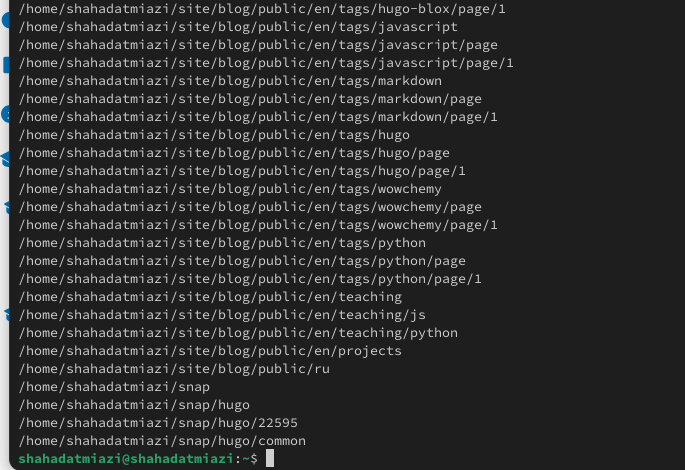 /home/shahadatmiazi/site/blog/public/en/tags/hugo-blox/page/1
/home/shahadatmiazi/site/blog/public/en/tags/javascript
/home/shahadatmiazi/site/blog/public/en/tags/javascript/page
/home/shahadatmiazi/site/blog/public/en/tags/javascript/page/1
/home/shahadatmiazi/site/blog/public/en/tags/markdown
/home/shahadatmiazi/site/blog/public/en/tags/markdown/page
/home/shahadatmiazi/site/blog/public/en/tags/markdown/page/1
/home/shahadatmiazi/site/blog/public/en/tags/hugo
/home/shahadatmiazi/site/blog/public/en/tags/hugo/page
/home/shahadatmiazi/site/blog/public/en/tags/hugo/page/1
/home/shahadatmiazi/site/blog/public/en/tags/wowchemy
/home/shahadatmiazi/site/blog/public/en/tags/wowchemy/page
/home/shahadatmiazi/site/blog/public/en/tags/wowchemy/page/1
/home/shahadatmiazi/site/blog/public/en/tags/python
/home/shahadatmiazi/site/blog/public/en/tags/python/page
/home/shahadatmiazi/site/blog/public/en/tags/python/page/1
/home/shahadatmiazi/site/blog/public/en/teaching
/home/shahadatmiazi/site/blog/public/en/teaching/js
/home/shahadatmiazi/site/blog/public/en/teaching/python
/home/shahadatmiazi/site/blog/public/en/projects
/home/shahadatmiazi/site/blog/public/ru
/home/shahadatmiazi/snap
/home/shahadatmiazi/snap/hugo
/home/shahadatmiazi/snap/hugo/22595
/home/shahadatmiazi/snap/hugo/common
shahadatmiazi@shahadatmiazi:~$